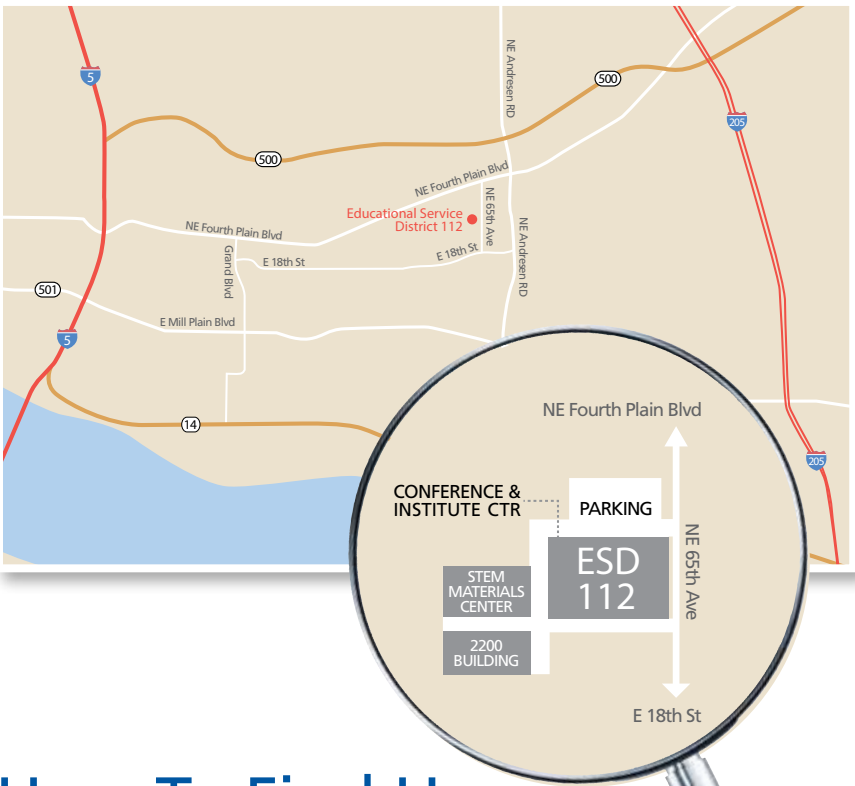 5
NE Andresen RD
500
205
500
NE Fourth Plain Blvd
Educational Service
District 112
NE 65th Ave
NE Fourth Plain Blvd
NE Andresen RD
Grand Blvd
E 18th St
E 18th St
501
E Mill Plain Blvd
5
14
205
NE Fourth Plain Blvd
CONFERENCE &
INSTITUTE CTR
PARKING
ESD
112
NE 65th Ave
STEM
MATERIALS
CENTER
2200
BUILDING
E 18th St